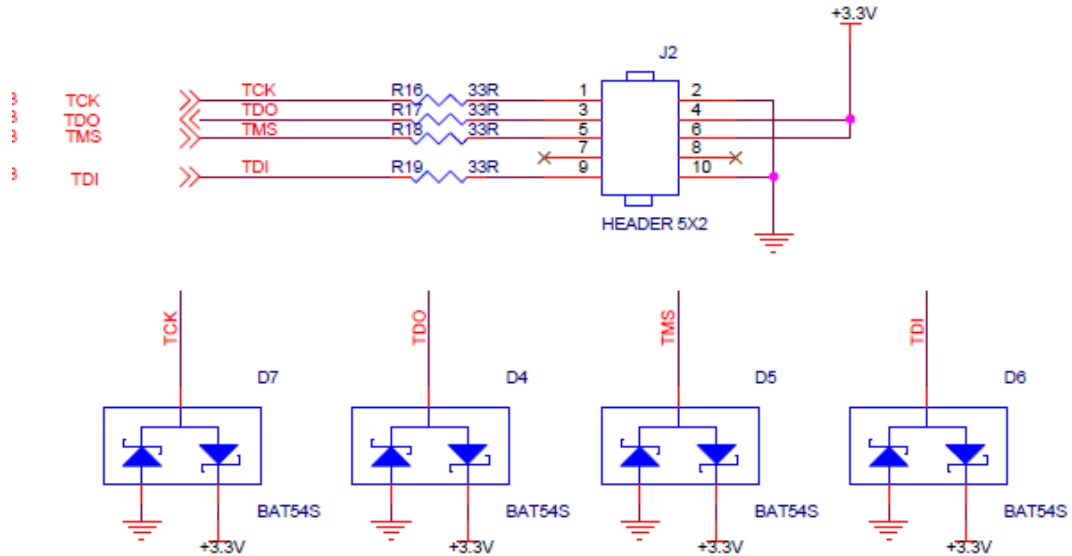 +3.3V
J2
TCK TCK R16 33R 1 2
TDO TDO R17 33R 3 4
TMS TMS R18 33R 5 6
7 8
TDI TDI R19 33R 9 10
HEADER 5X2
TCK TDO TMS TDI
D7 D4 D5 D6
BAT54S BAT54S BAT54S BAT54S
+3.3V +3.3V +3.3V +3.3V